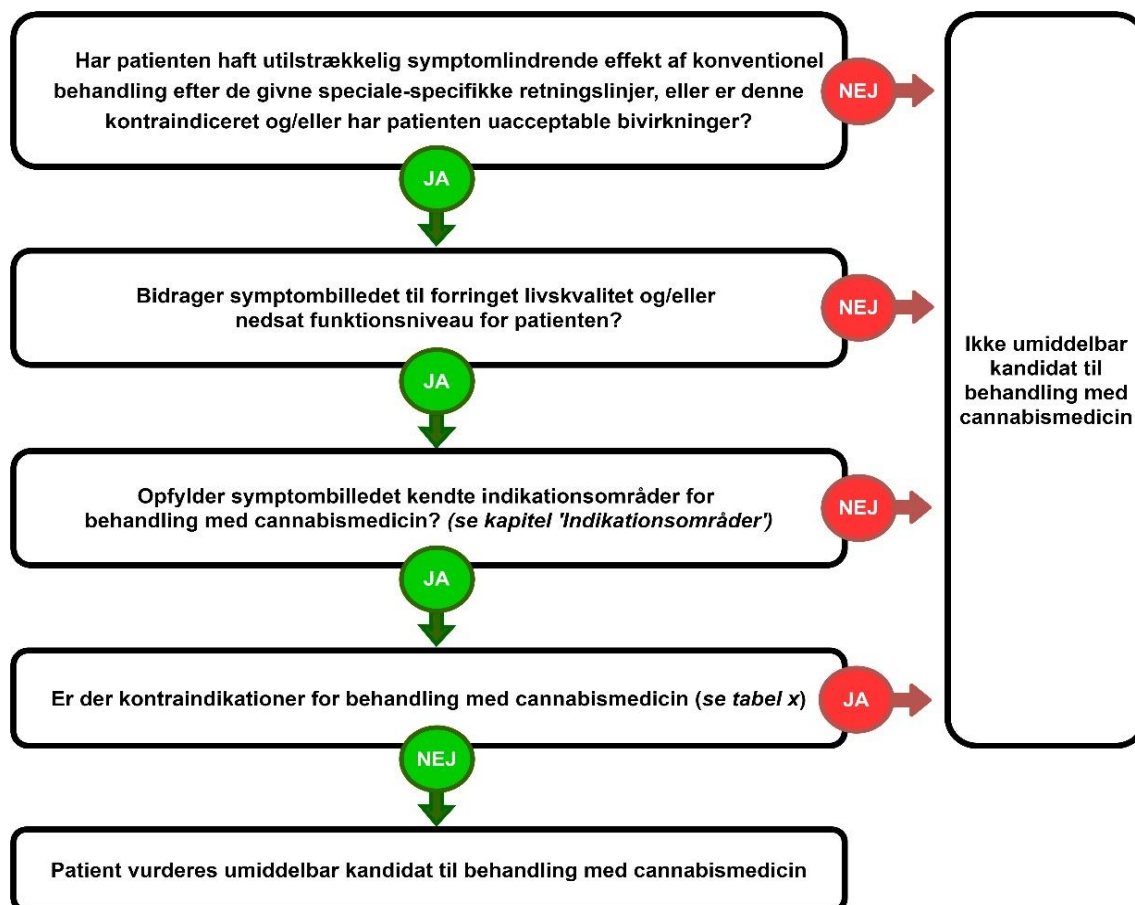 Har patienten haft utilstrækkelig symptomlindrende effekt af konventionel
behandling efter de givne speciale-specifikke retningslinjer, eller er denne
kontraindiceret og/eller har patienten uacceptable bivirkninger?
NEJ
JA
Bidrager symptombilledet til forringet livskvalitet og/eller
nedsat funktionsniveau for patienten?
NEJ
JA
Opfylder symptombilledet kendte indikationsområder for
behandling med cannabismedicin? (se kapitel 'Indikationsområder')
NEJ
JA
Er der kontraindikationer for behandling med cannabismedicin (se tabel x)
JA
NEJ
Patient vurderes umiddelbar kandidat til behandling med cannabismedicin
Ikke umiddelbar
kandidat til
behandling med
cannabismedicin